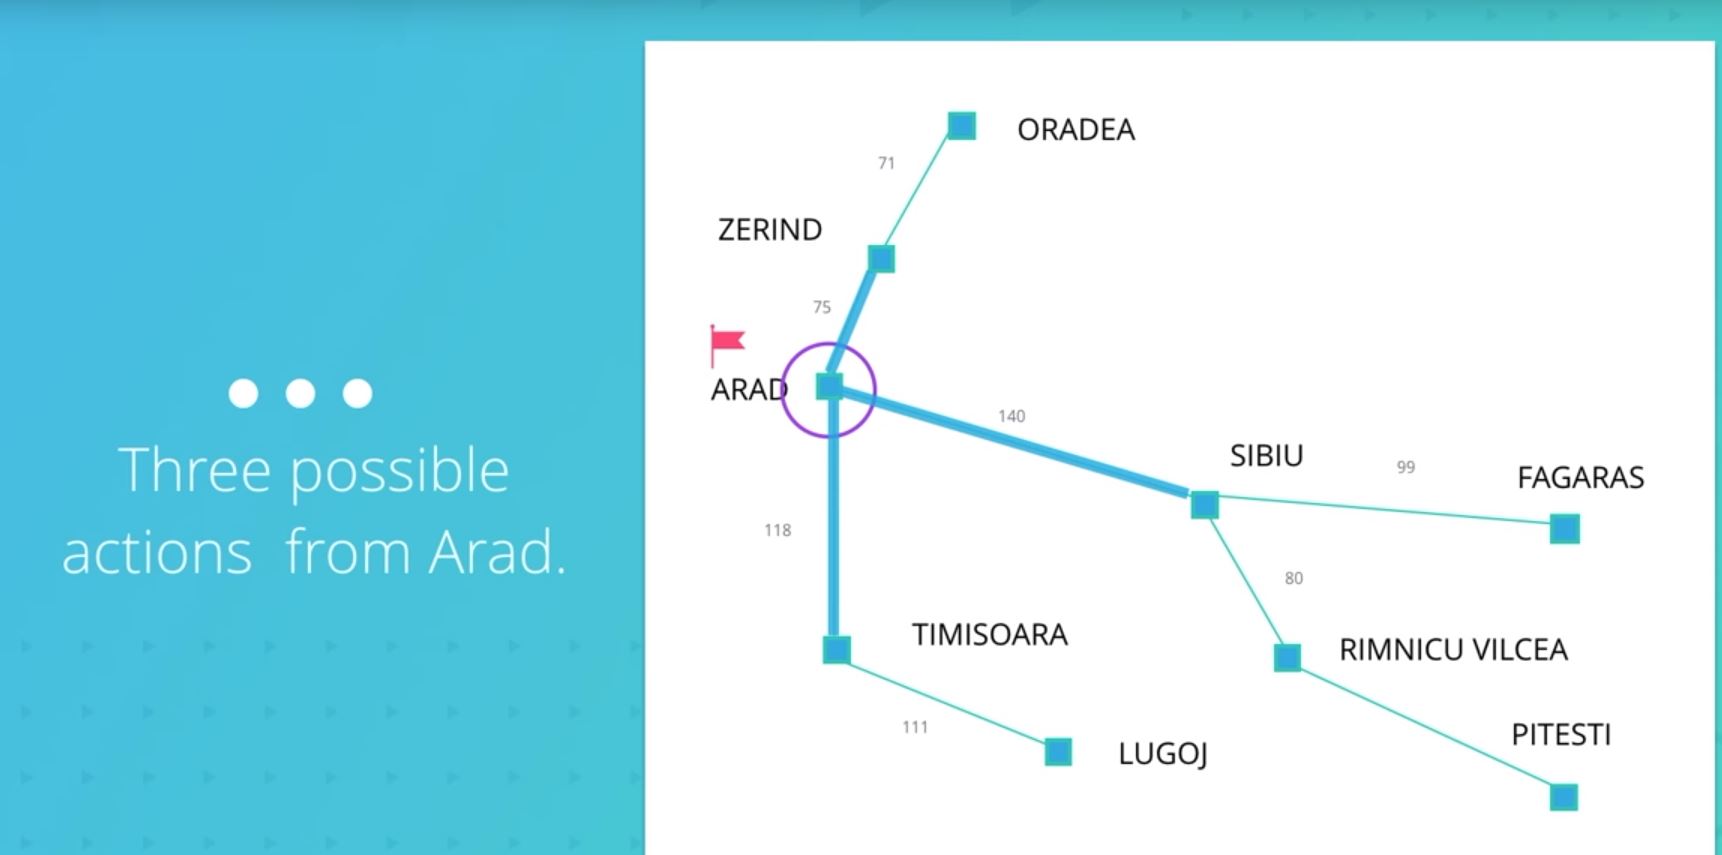 Three possible
actions from Arad.
ORADEA
71
ZERIND
75
ARAD
140
SIBIU
99
FAGARAS
118
80
TIMISOARA
RIMNICU VILCEA
111
LUGOJ
PITESTI